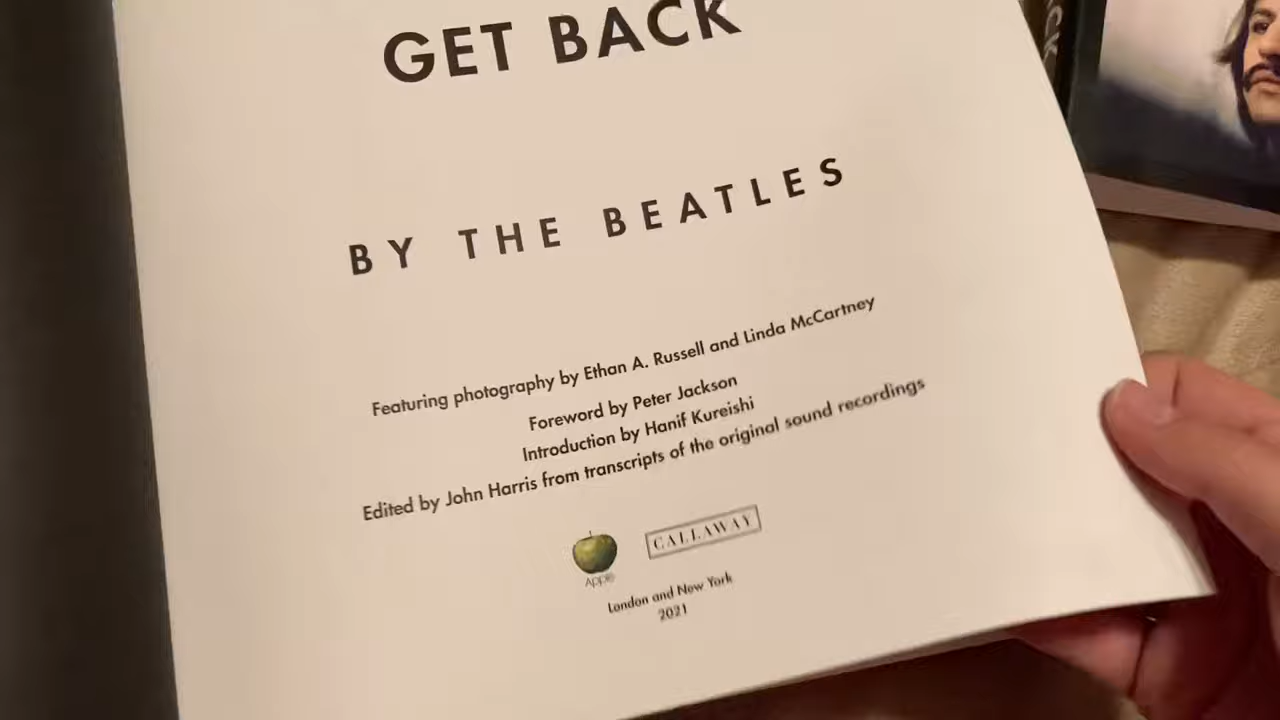 GET BACK
BY THE BEATLES
Featuring photography by Ethan A. Russell and Linda McCartney
Foreword by Peter Jackson
Introduction by Hanif Kureishi
Edited by John Harris from transcripts of the original sound recordings
Apple
CALLAWAY
London and New York
2021
CK